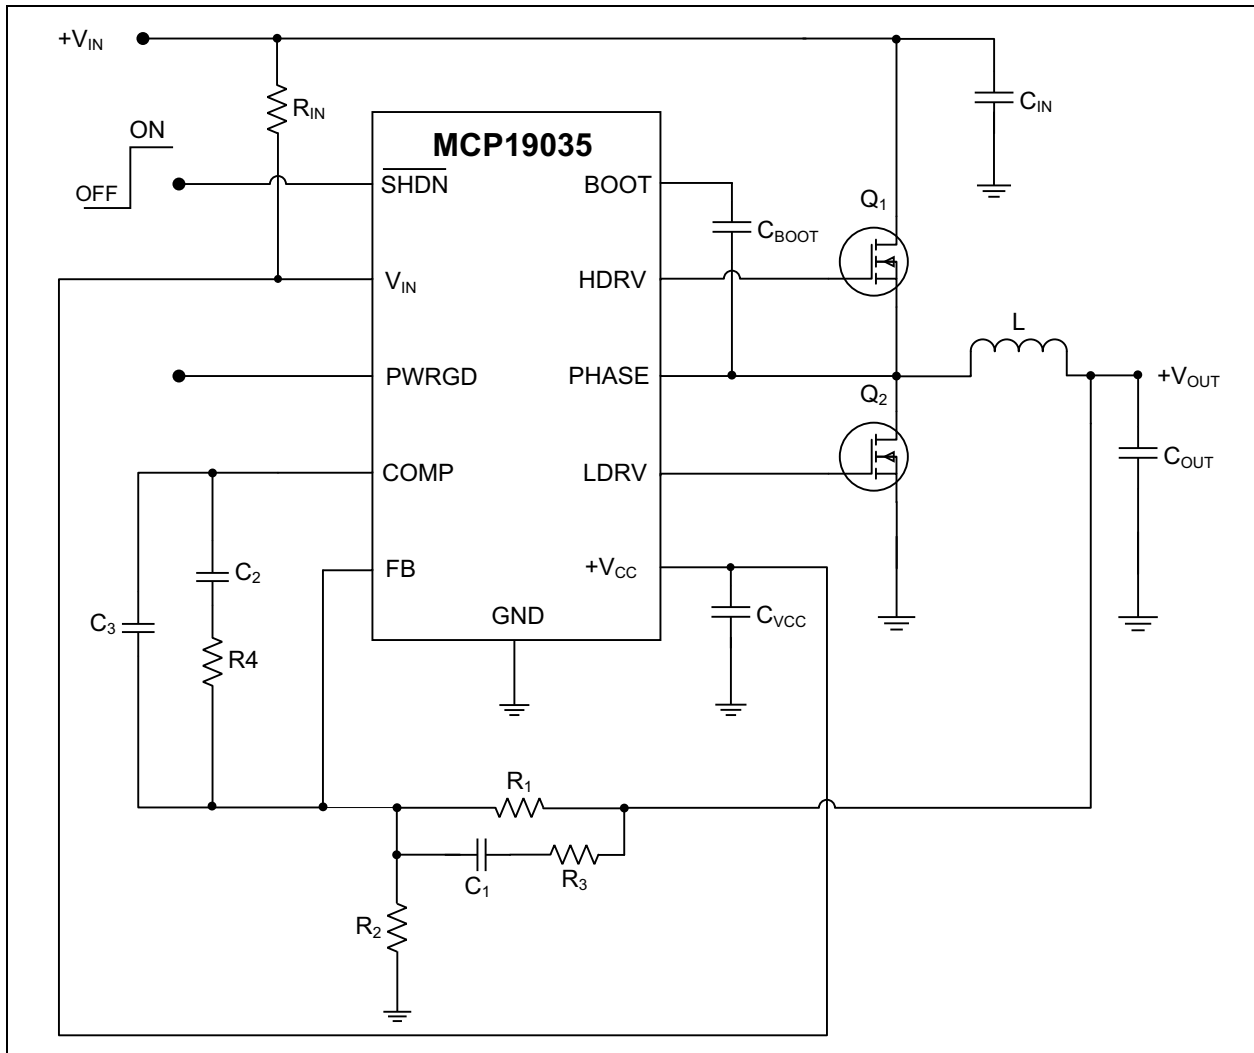 +VIN
RIN
CIN
ON
OFF
MCP19035
SHDN
BOOT
Q1
CBOOT
VIN
HDRV
L
PWRGD
PHASE
+VOUT
Q2
COMP
LDRV
COUT
C2
FB
+VCC
C3
GND
CVCC
R4
R1
C1
R3
R2